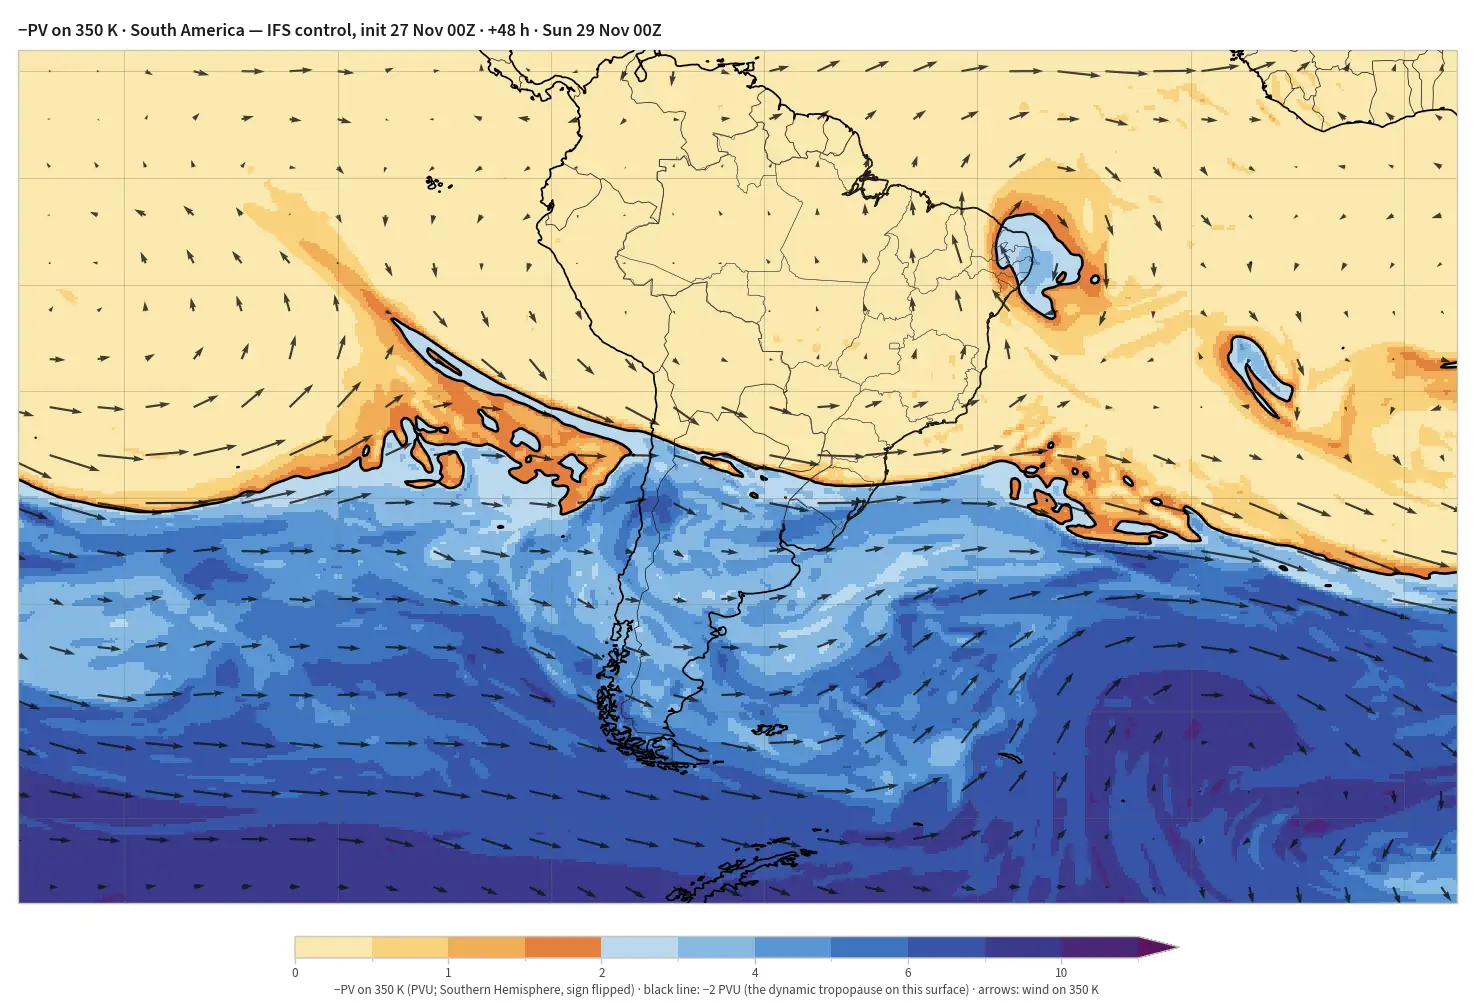 −PV on 350 K · South America — IFS control, init 27 Nov 00Z · +48 h · Sun 29 Nov 00Z
0 1 2 4 6 10
−PV on 350 K (PVU; Southern Hemisphere, sign flipped) · black line: −2 PVU (the dynamic tropopause on this surface) · arrows: wind on 350 K